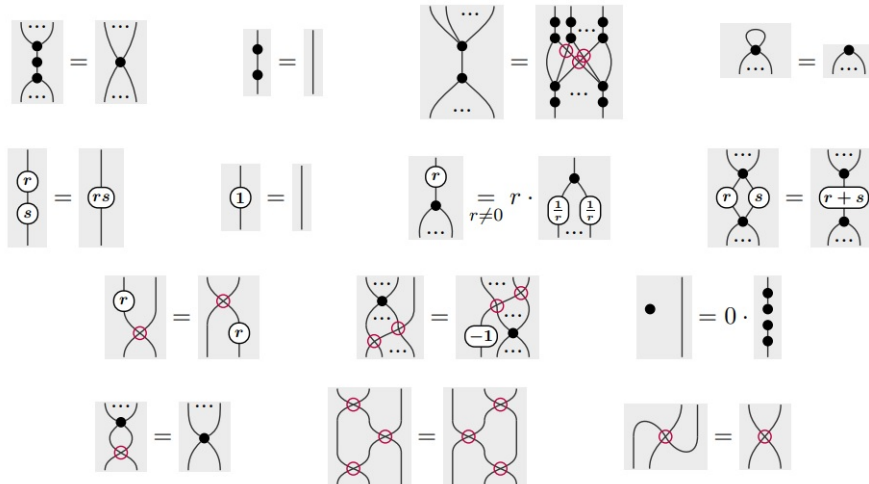 ... = ... = ... ... = ... ... ... = ...
r s = rs 1 = r ... = r≠0 r · 1/r 1/r ... ... r s ... = ... r + s ...
r = r ... ... ... = ... ... -1 ... = 0 ·
... = ... = =